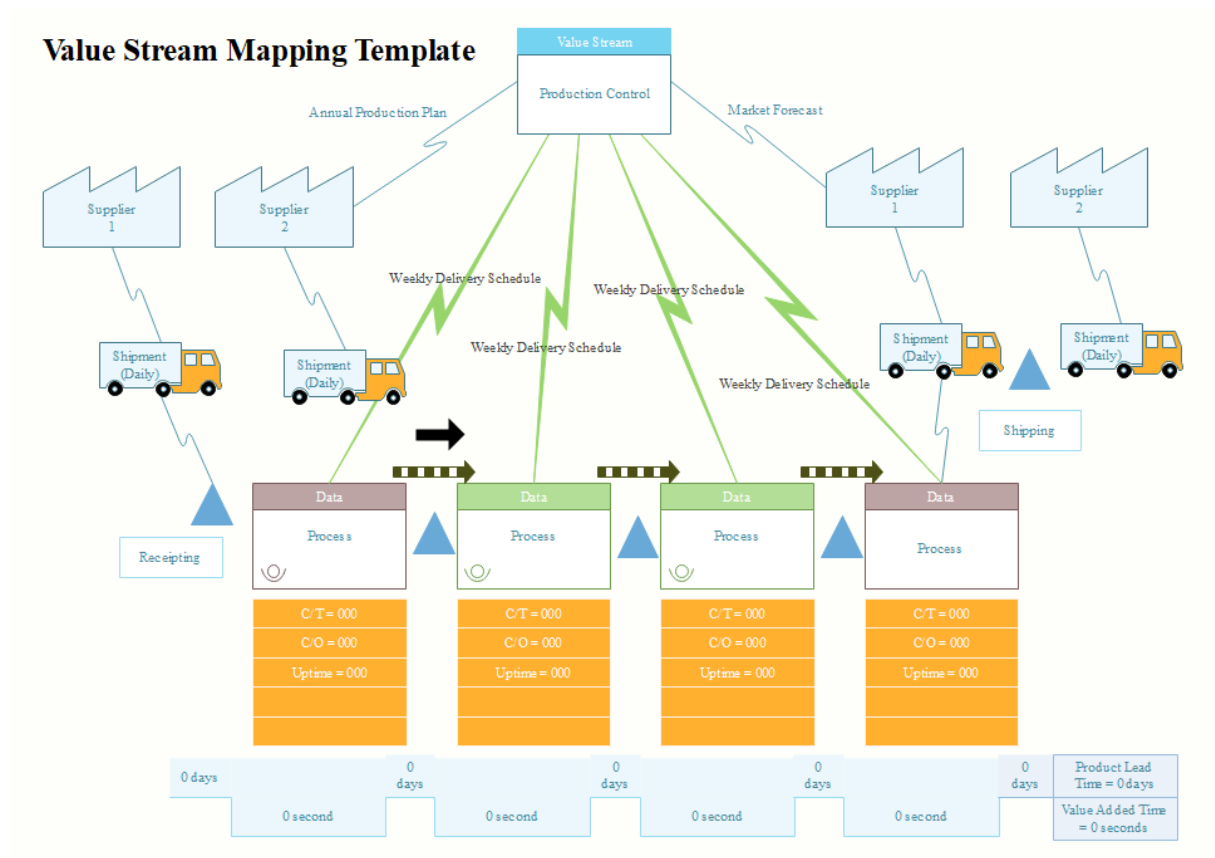 Value Stream Mapping Template
Value Stream
Production Control
Annual Production Plan
Market Forecast
Supplier
1
Supplier
2
Supplier
1
Supplier
2
Weekly Delivery Schedule
Weekly Delivery Schedule
Weekly Delivery Schedule
Weekly Delivery Schedule
Shipment
(Daily)
Shipment
(Daily)
Shipment
(Daily)
Shipment
(Daily)
Shipping
Receipting
Data
Process
Data
Process
Data
Process
Data
Process
C/T = 000
C/O = 000
Uptime = 000
C/T = 000
C/O = 000
Uptime = 000
C/T = 000
C/O = 000
Uptime = 000
C/T = 000
C/O = 000
Uptime = 000
0 days
0 second
0
days
0 second
0
days
0 second
0
days
0 second
0
days
Product Lead
Time = 0 days
Value Added Time
= 0 seconds